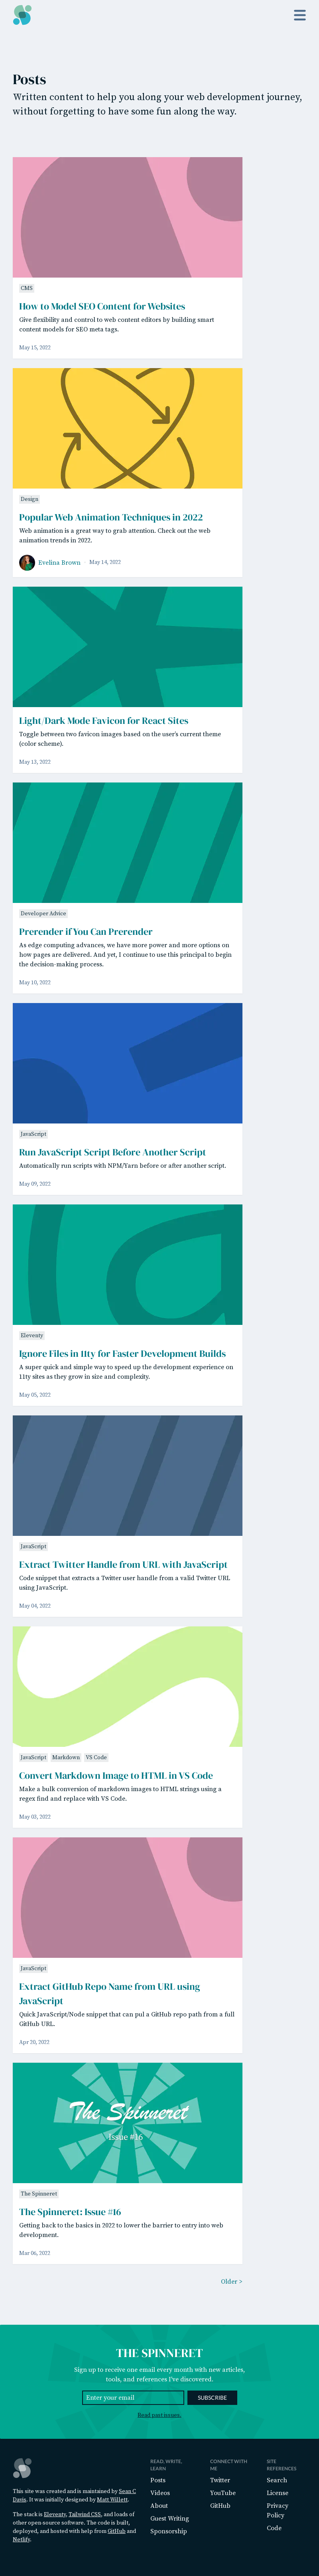 Posts
Written content to help you along your web development journey,
without forgetting to have some fun along the way.
CMS
How to Model SEO Content for Websites
Give flexibility and control to web content editors by building smart
content models for SEO meta tags.
May 15, 2022
Design
Popular Web Animation Techniques in 2022
Web animation is a great way to grab attention. Check out the web
animation trends in 2022.
Evelina Brown · May 14, 2022
Light/Dark Mode Favicon for React Sites
Toggle between two favicon images based on the user's current theme
(color scheme).
May 13, 2022
Developer Advice
Prerender if You Can Prerender
As edge computing advances, we have more power and more options on
how pages are delivered. And yet, I continue to use this principal to begin
the decision-making process.
May 10, 2022
JavaScript
Run JavaScript Script Before Another Script
Automatically run scripts with NPM/Yarn before or after another script.
May 09, 2022
Eleventy
Ignore Files in 11ty for Faster Development Builds
A super quick and simple way to speed up the development experience on
11ty sites as they grow in size and complexity.
May 05, 2022
JavaScript
Extract Twitter Handle from URL with JavaScript
Code snippet that extracts a Twitter user handle from a valid Twitter URL
using JavaScript.
May 04, 2022
JavaScript Markdown VS Code
Convert Markdown Image to HTML in VS Code
Make a bulk conversion of markdown images to HTML strings using a
regex find and replace with VS Code.
May 03, 2022
JavaScript
Extract GitHub Repo Name from URL using
JavaScript
Quick JavaScript/Node snippet that can pul a GitHub repo path from a full
GitHub URL.
Apr 20, 2022
The Spinneret
Issue #16
The Spinneret
The Spinneret: Issue #16
Getting back to the basics in 2022 to lower the barrier to entry into web
development.
Mar 06, 2022
Older >
THE SPINNERET
Sign up to receive one email every month with new articles,
tools, and references I've discovered.
Enter your email SUBSCRIBE
Read past issues.
This site was created and is maintained by Sean C
Davis. It was initially designed by Matt Willett.
The stack is Eleventy, Tailwind CSS, and loads of
other open source software. The code is built,
deployed, and hosted with help from GitHub and
Netlify.
READ, WRITE,
LEARN
Posts
Videos
About
Guest Writing
Sponsorship
CONNECT WITH
ME
Twitter
YouTube
GitHub
SITE
REFERENCES
Search
License
Privacy
Policy
Code